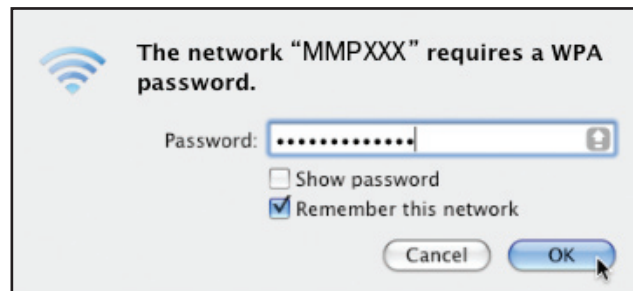 The network “MMPXXX” requires a WPA
password.
Password: •••••••••••••
Show password
Remember this network
Cancel OK